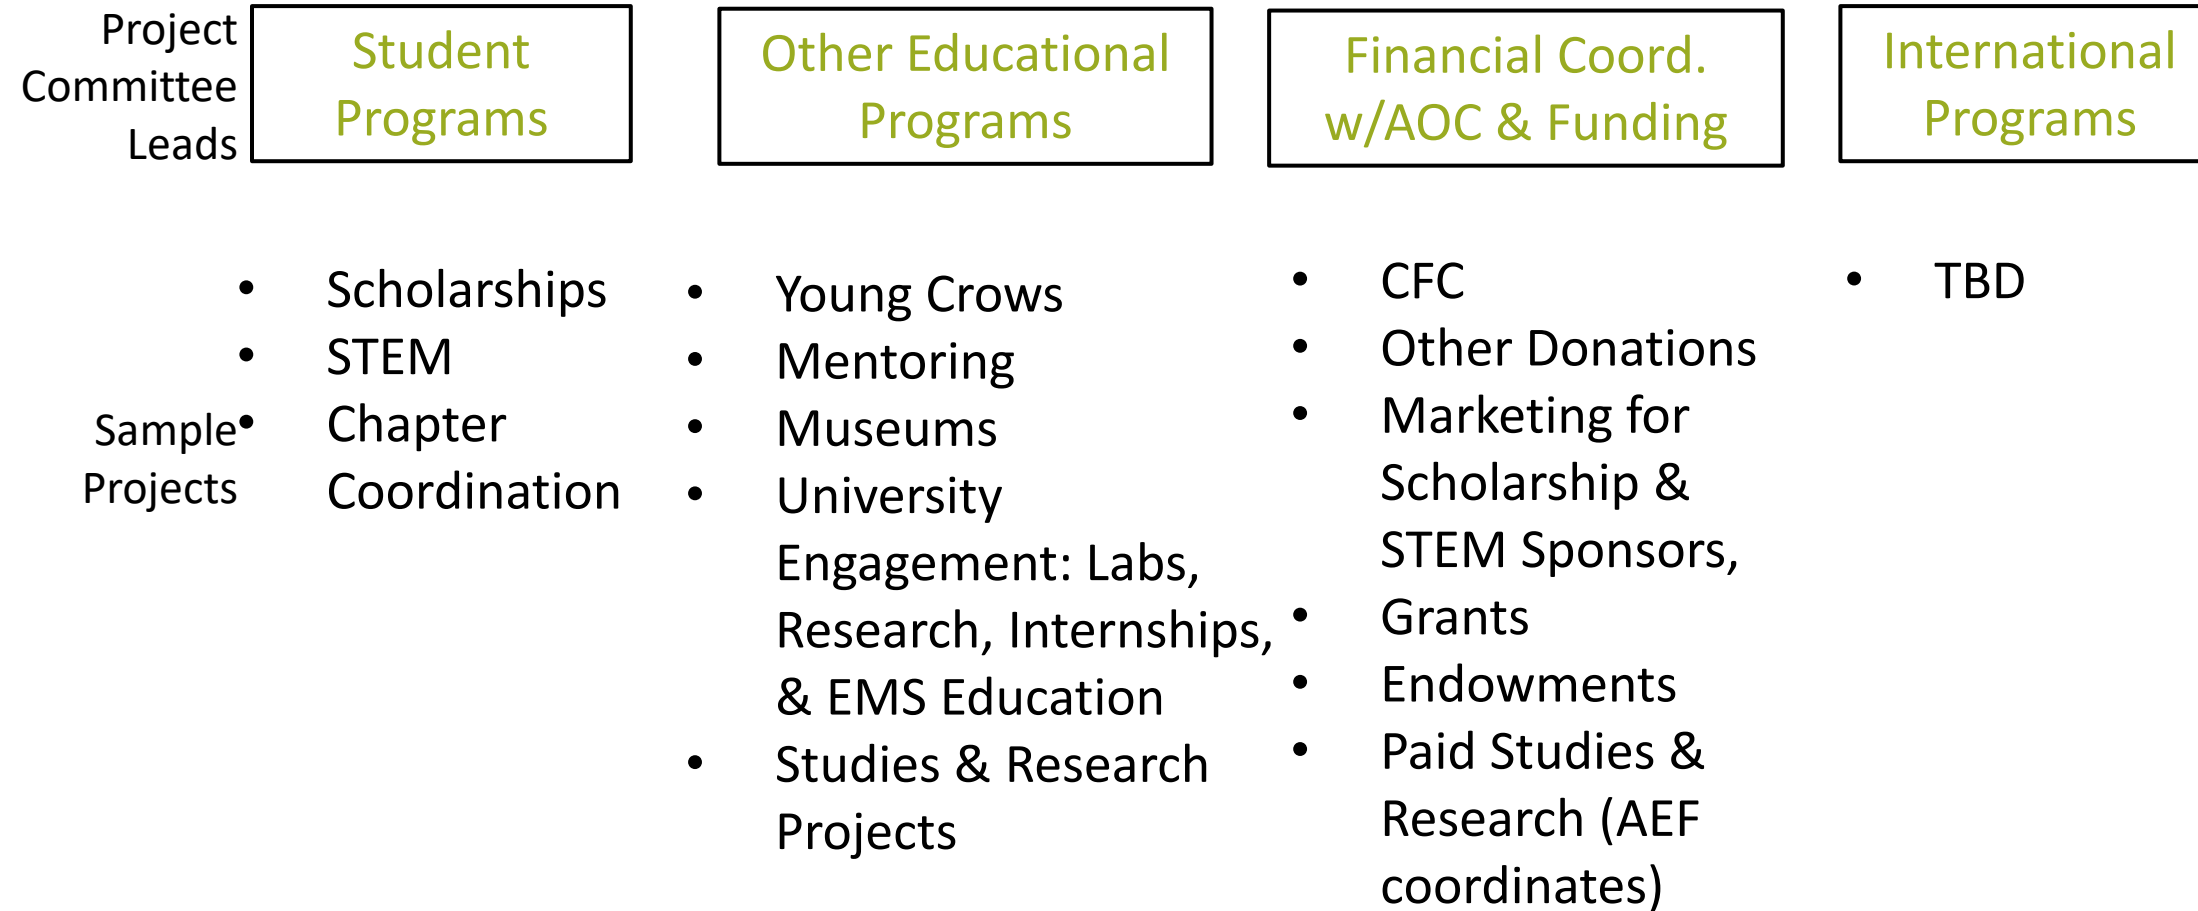 Project
Committee
Leads
Student
Programs
Other Educational
Programs
Financial Coord.
w/AOC & Funding
International
Programs
Sample
Projects
• Scholarships
• STEM
• Chapter
Coordination
• Young Crows
• Mentoring
• Museums
• University
Engagement: Labs,
Research, Internships,
& EMS Education
• Studies & Research
Projects
• CFC
• Other Donations
• Marketing for
Scholarship &
STEM Sponsors,
• Grants
• Endowments
• Paid Studies &
Research (AEF
coordinates)
• TBD